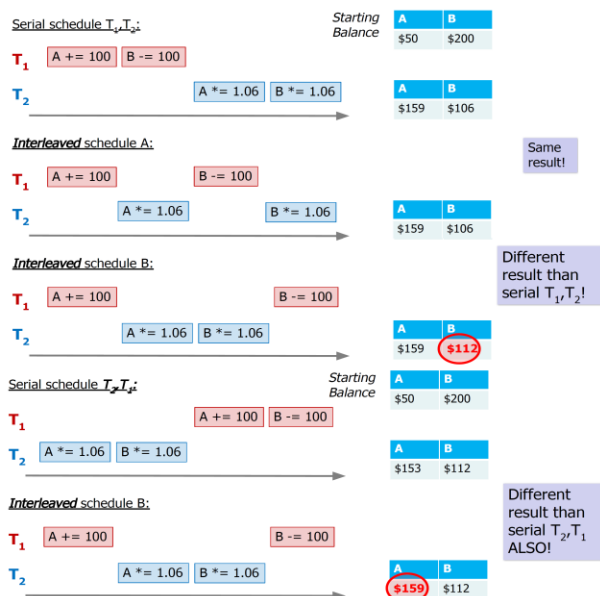 Serial schedule T1,T2:
Starting Balance
A B
$50 $200
T1 A += 100 B -= 100
T2 A *= 1.06 B *= 1.06
A B
$159 $106
Interleaved schedule A:
Same
result!
T1 A += 100 B -= 100
T2 A *= 1.06 B *= 1.06
A B
$159 $106
Interleaved schedule B:
Different
result than
serial T1,T2!
T1 A += 100 B -= 100
T2 A *= 1.06 B *= 1.06
A B
$159 $112
Serial schedule T2,T1:
Starting
Balance
A B
$50 $200
T1 A += 100 B -= 100
T2 A *= 1.06 B *= 1.06
A B
$153 $112
Interleaved schedule B:
Different
result than
serial T2,T1
ALSO!
T1 A += 100 B -= 100
T2 A *= 1.06 B *= 1.06
A B
$159 $112